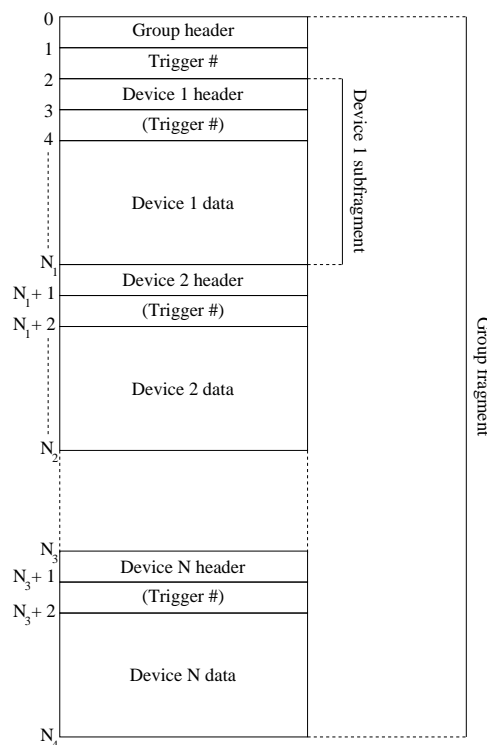 0
Group header
1
Trigger #
2
Device 1 header
3
(Trigger #)
4
Device 1 data
Device 1 subfragment
N1
Device 2 header
N1+ 1
(Trigger #)
N1+ 2
Device 2 data
Group fragment
N2
N3
Device N header
N3+ 1
(Trigger #)
N3+ 2
Device N data
N4